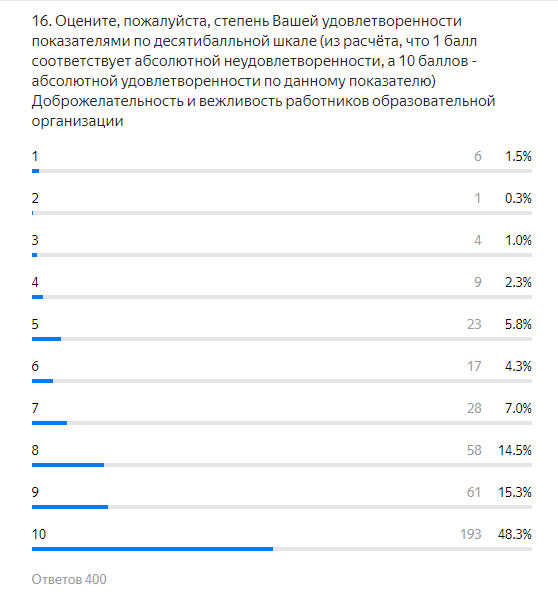 16. Оцените, пожалуйста, степень Вашей удовлетворенности
показателями по десятибалльной шкале (из расчёта, что 1 балл
соответствует абсолютной неудовлетворенности, а 10 баллов -
абсолютной удовлетворенности по данному показателю)
Доброжелательность и вежливость работников образовательной
организации
1 6 1.5%
2 1 0.3%
3 4 1.0%
4 9 2.3%
5 23 5.8%
6 17 4.3%
7 28 7.0%
8 58 14.5%
9 61 15.3%
10 193 48.3%
Ответов 400